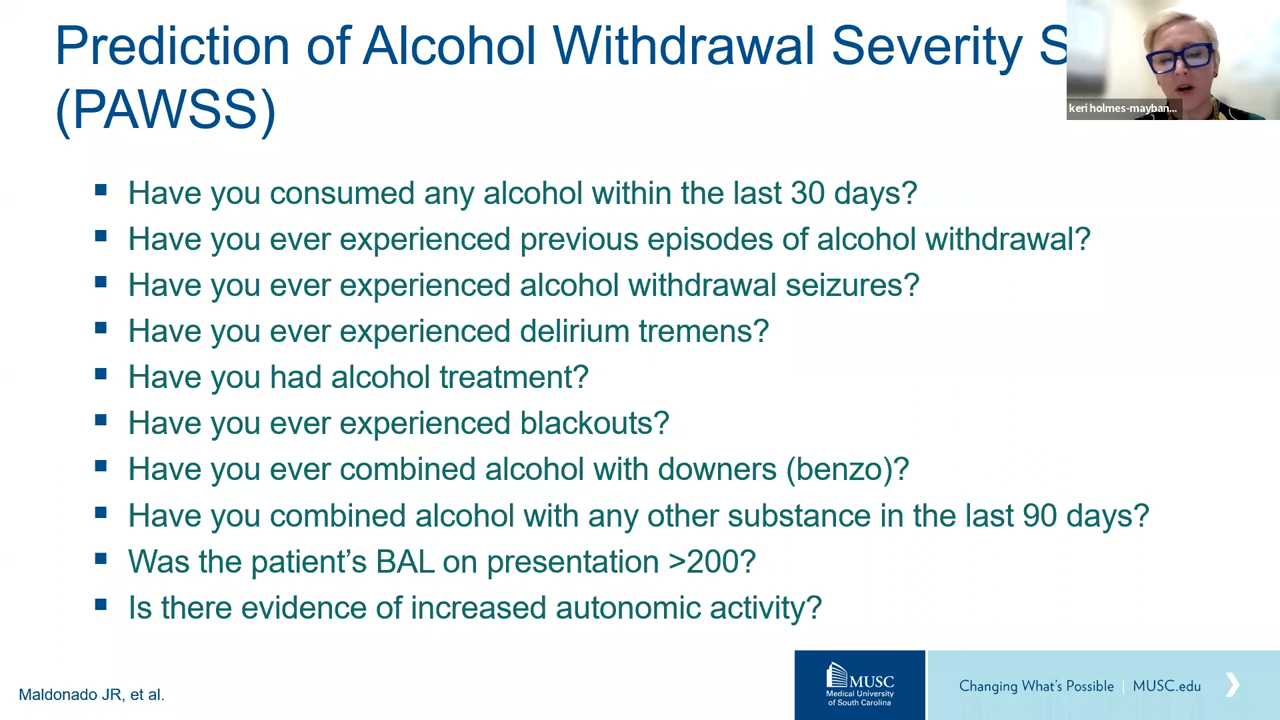 Prediction of Alcohol Withdrawal Severity S
(PAWSS)
keri holmes-mayban...
▪ Have you consumed any alcohol within the last 30 days?
▪ Have you ever experienced previous episodes of alcohol withdrawal?
▪ Have you ever experienced alcohol withdrawal seizures?
▪ Have you ever experienced delirium tremens?
▪ Have you had alcohol treatment?
▪ Have you ever experienced blackouts?
▪ Have you ever combined alcohol with downers (benzo)?
▪ Have you combined alcohol with any other substance in the last 90 days?
▪ Was the patient’s BAL on presentation >200?
▪ Is there evidence of increased autonomic activity?
Maldonado JR, et al.
MUSC
Medical University
of South Carolina
Changing What’s Possible | MUSC.edu